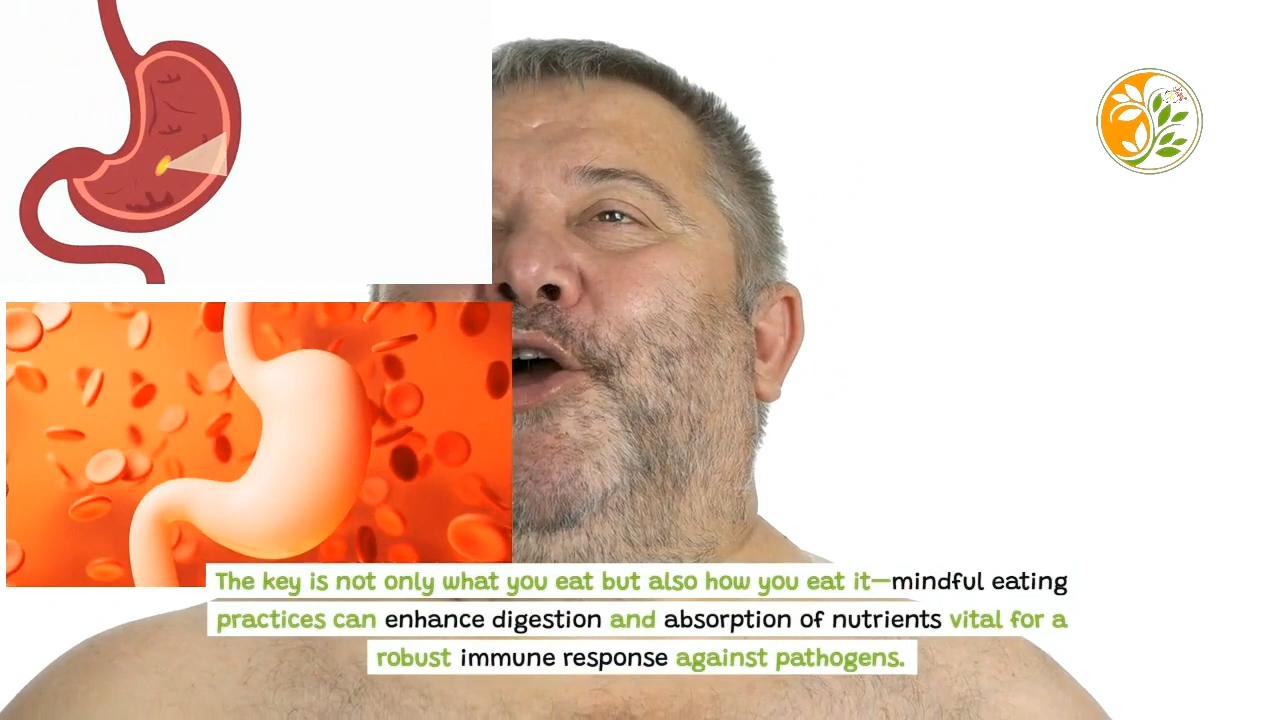 The key is not only what you eat but also how you eat it—mindful eating
practices can enhance digestion and absorption of nutrients vital for a
robust immune response against pathogens.